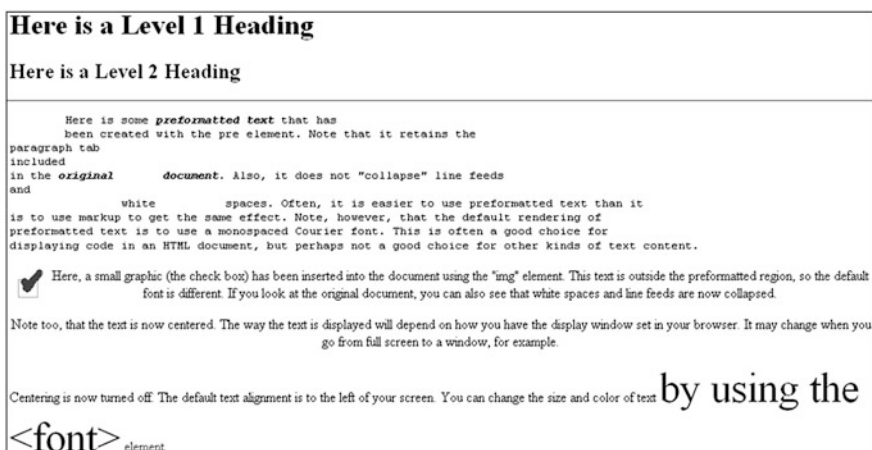 Here is a Level 1 Heading
Here is a Level 2 Heading
Here is some preformatted text that has
been created with the pre element. Note that it retains the
paragraph tab
included
in the original document. Also, it does not "collapse" line feeds
and
white spaces. Often, it is easier to use preformatted text than it
is to use markup to get the same effect. Note, however, that the default rendering of
preformatted text is to use a monospaced Courier font. This is often a good choice for
displaying code in an HTML document, but perhaps not a good choice for other kinds of text content.
Here, a small graphic (the check box) has been inserted into the document using the "img" element. This text is outside the preformatted region, so the default
font is different. If you look at the original document, you can also see that white spaces and line feeds are now collapsed.
Note too, that the text is now centered. The way the text is displayed will depend on how you have the display window set in your browser. It may change when you
go from full screen to a window, for example.
Centering is now turned off. The default text alignment is to the left of your screen. You can change the size and color of text by using the
<font> element.